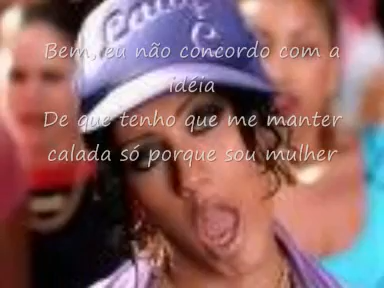 Bem, eu não concordo com a
idéia
De que tenho que me manter
calada só porque sou mulher